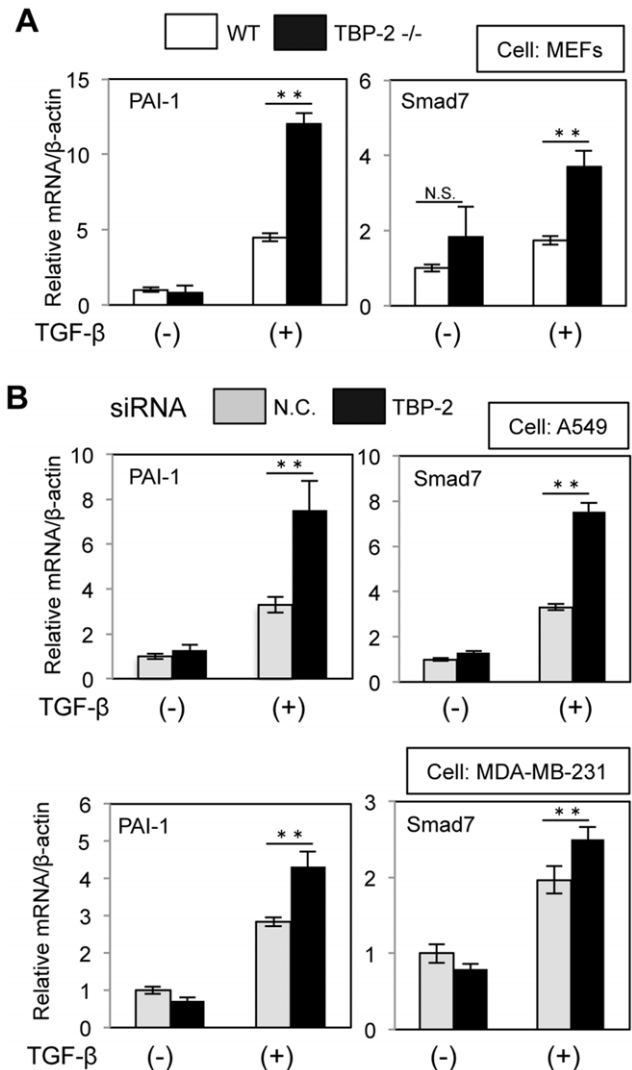 A
WT TBP-2 -/-
Cell: MEFs
Relative mRNA/β-actin
15
10
5
0
PAI-1
* *
6
4
2
0
Smad7
N.S.
* *
TGF-β (-) (+) (-) (+)
B
siRNA N.C. TBP-2
Cell: A549
Relative mRNA/β-actin
10
8
6
4
2
0
PAI-1
* *
10
8
6
4
2
0
Smad7
* *
TGF-β (-) (+) (-) (+)
Cell: MDA-MB-231
Relative mRNA/β-actin
6
5
4
3
2
1
0
PAI-1
* *
3
2
1
0
Smad7
* *
TGF-β (-) (+) (-) (+)